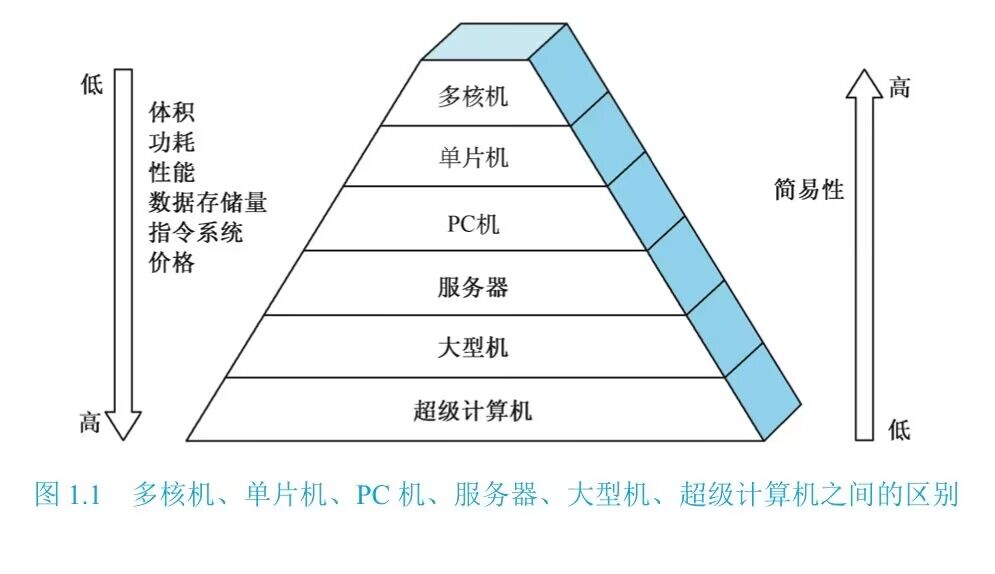 低
体积
功耗
性能
数据存储量
指令系统
价格
高
多核机
单片机
PC机
服务器
大型机
超级计算机
高
简易性
低
图 1.1 多核机、单片机、PC 机、服务器、大型机、超级计算机之间的区别